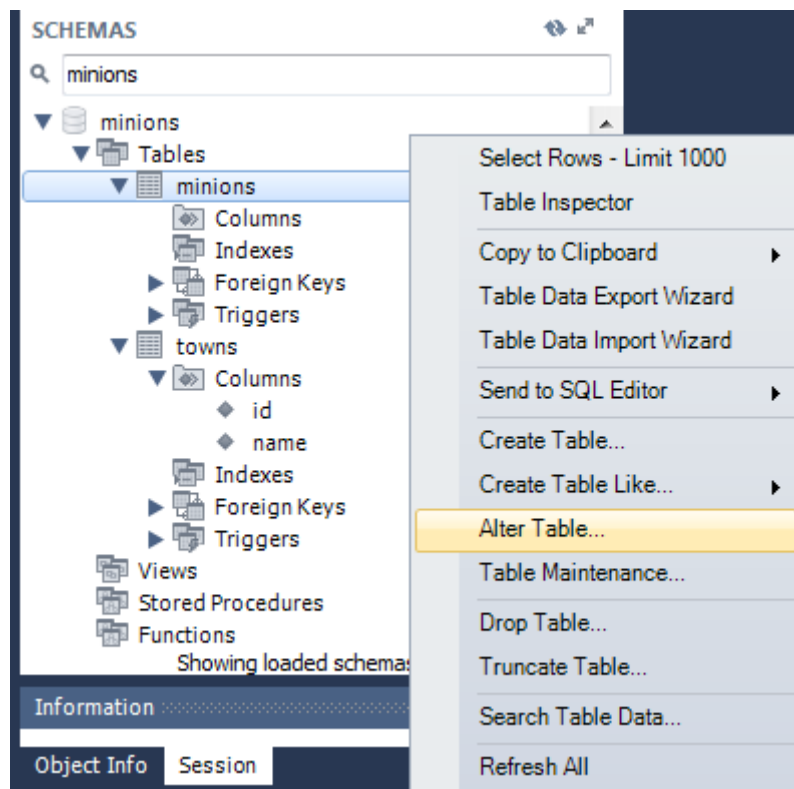 SCHEMAS
minions
minions
Tables
minions
Columns
Indexes
Foreign Keys
Triggers
towns
Columns
id
name
Indexes
Foreign Keys
Triggers
Views
Stored Procedures
Functions
Showing loaded schemas
Information
Object Info Session
Select Rows - Limit 1000
Table Inspector
Copy to Clipboard
Table Data Export Wizard
Table Data Import Wizard
Send to SQL Editor
Create Table...
Create Table Like...
Alter Table...
Table Maintenance...
Drop Table...
Truncate Table...
Search Table Data...
Refresh All